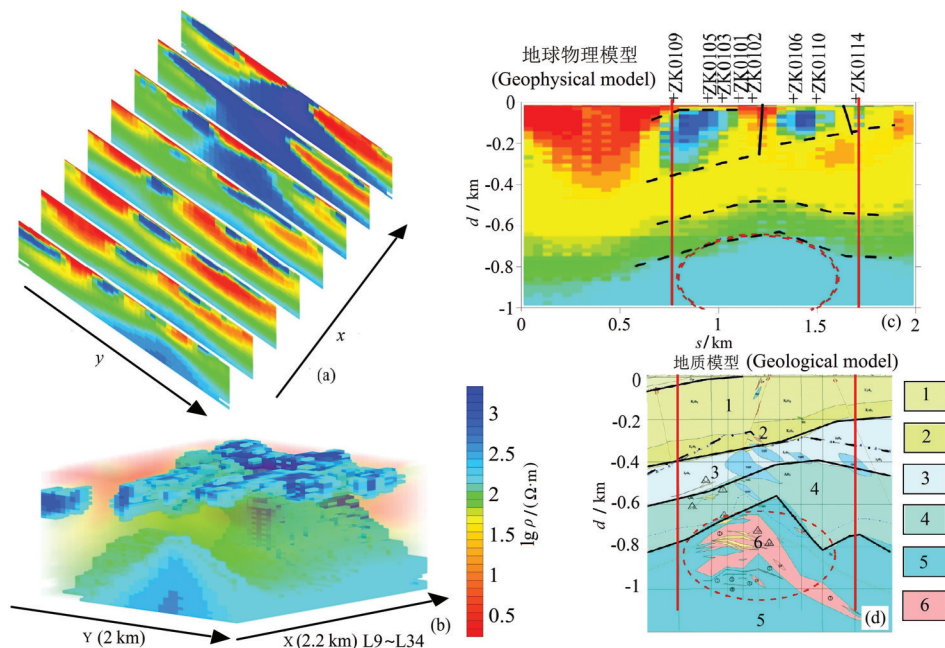 y
x
(a)
Y (2 km)
X (2.2 km) L9~L34
(b)
3
2.5
2
1.5
1
0.5
lg ρ/(Ω·m)
地球物理模型
(Geophysical model)
+ZK0109
+ZK0105
+ZK0103
+ZK0101
+ZK0102
+ZK0106
+ZK0110
+ZK0114
0
-0.2
-0.4
-0.6
-0.8
-1
d / km
0
0.5
1
1.5
2
s/km
(c)
地质模型 (Geological model)
0
-0.2
-0.4
-0.6
-0.8
-1
d / km
1
2
3
4
5
6
(d)
1
2
3
4
5
6